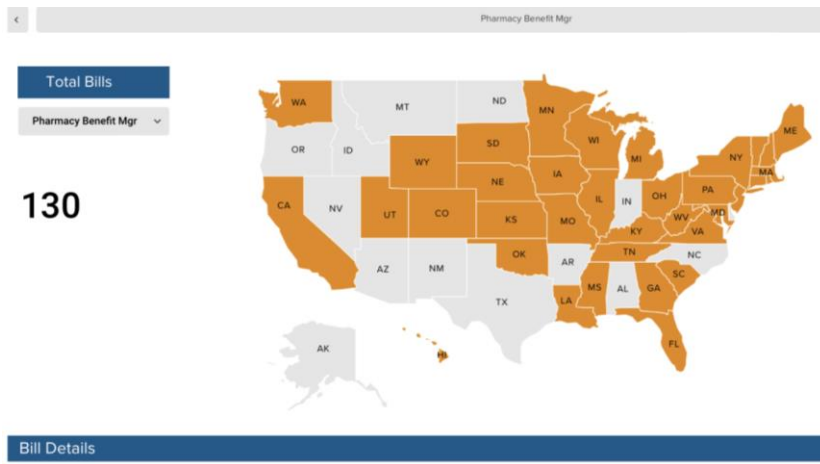 Pharmacy Benefit Mgr
Total Bills
Pharmacy Benefit Mgr
130
WA
MT
ND
MN
OR
ID
SD
WI
ME
WY
MI
NY
MA
NE
IA
PA
CA
NV
UT
CO
IL
IN
OH
MD
KS
MO
WV
VA
KY
OK
TN
NC
AZ
NM
AR
SC
TX
LA
MS
AL
GA
FL
AK
HI
Bill Details